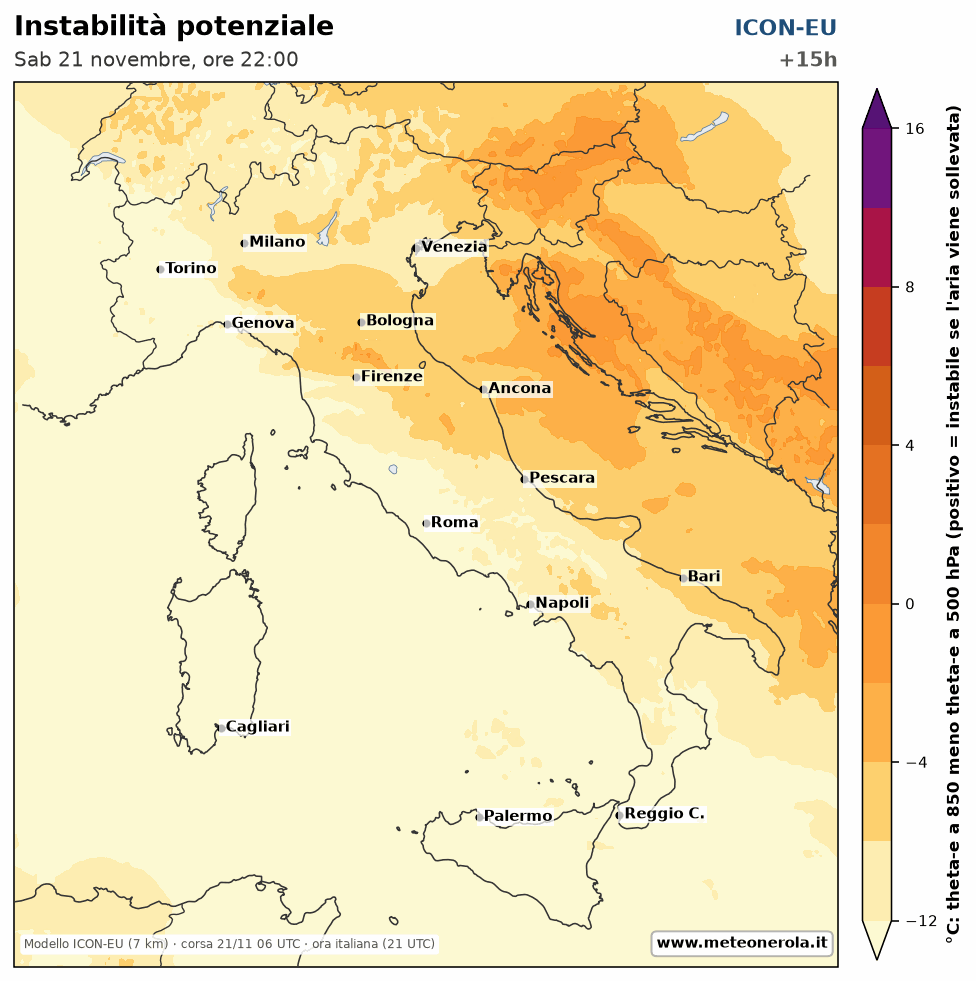 Instabilità potenziale
ICON-EU
Sab 21 novembre, ore 22:00
+15h
Milano
Venezia
Torino
Genova
Bologna
Firenze
Ancona
Pescara
Roma
Bari
Napoli
Cagliari
Palermo
Reggio C.
16
8
4
0
−4
−12
°C: theta-e a 850 meno theta-e a 500 hPa (positivo = instabile se l'aria viene sollevata)
Modello ICON-EU (7 km) · corsa 21/11 06 UTC · ora italiana (21 UTC)
www.meteonerola.it